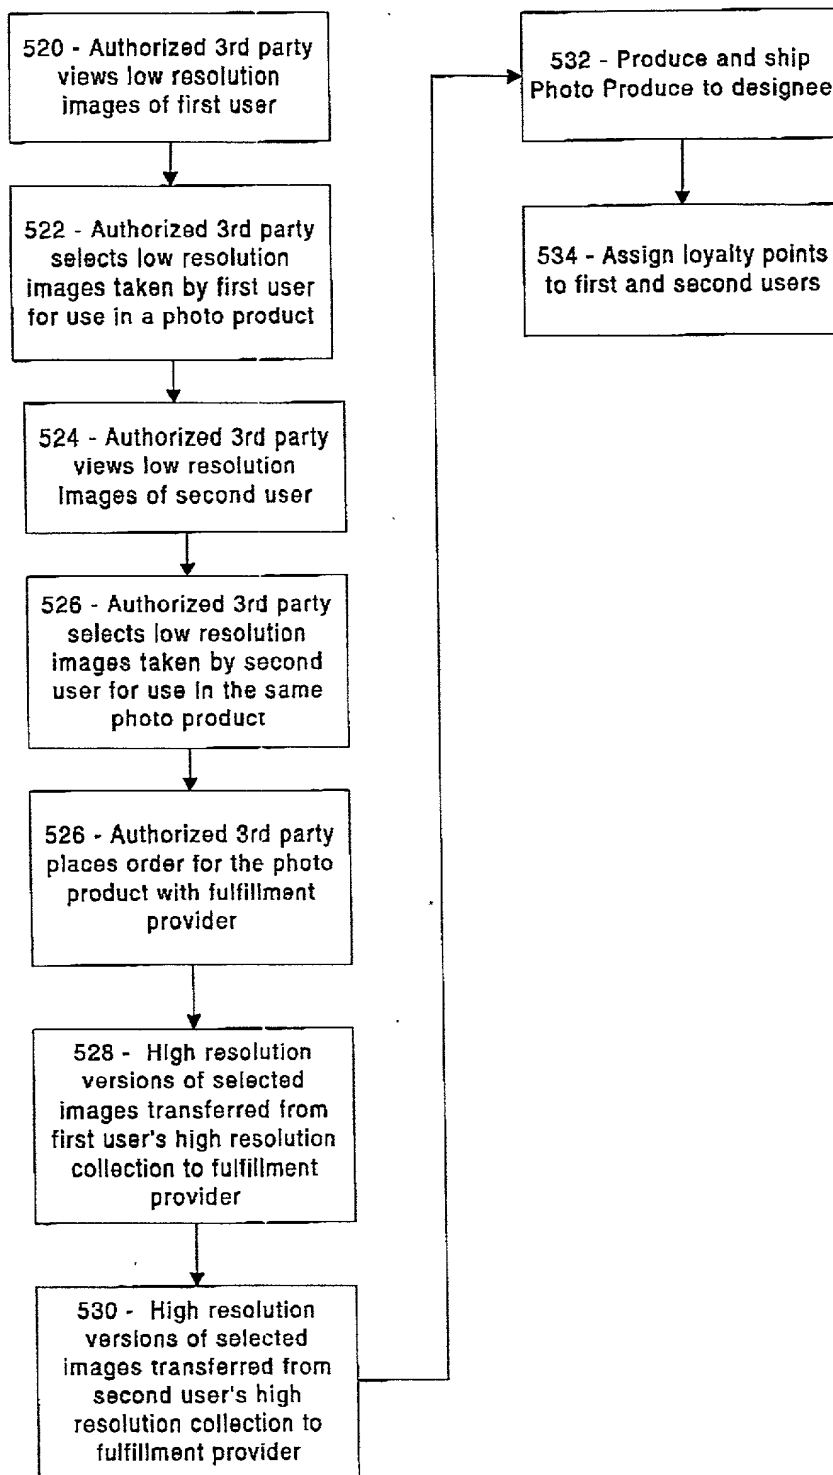 520 - Authorized 3rd party
views low resolution
images of first user
522 - Authorized 3rd party
selects low resolution
images taken by first user
for use in a photo product
524 - Authorized 3rd party
views low resolution
Images of second user
526 - Authorized 3rd party
selects low resolution
images taken by second
user for use in the same
photo product
526 - Authorized 3rd party
places order for the photo
product with fulfillment
provider
528 - High resolution
versions of selected
images transferred from
first user's high resolution
collection to fulfillment
provider
530 - High resolution
versions of selected
images transferred from
second user's high
resolution collection to
fulfillment provider
532 - Produce and ship
Photo Produce to designee
534 - Assign loyalty points
to first and second users